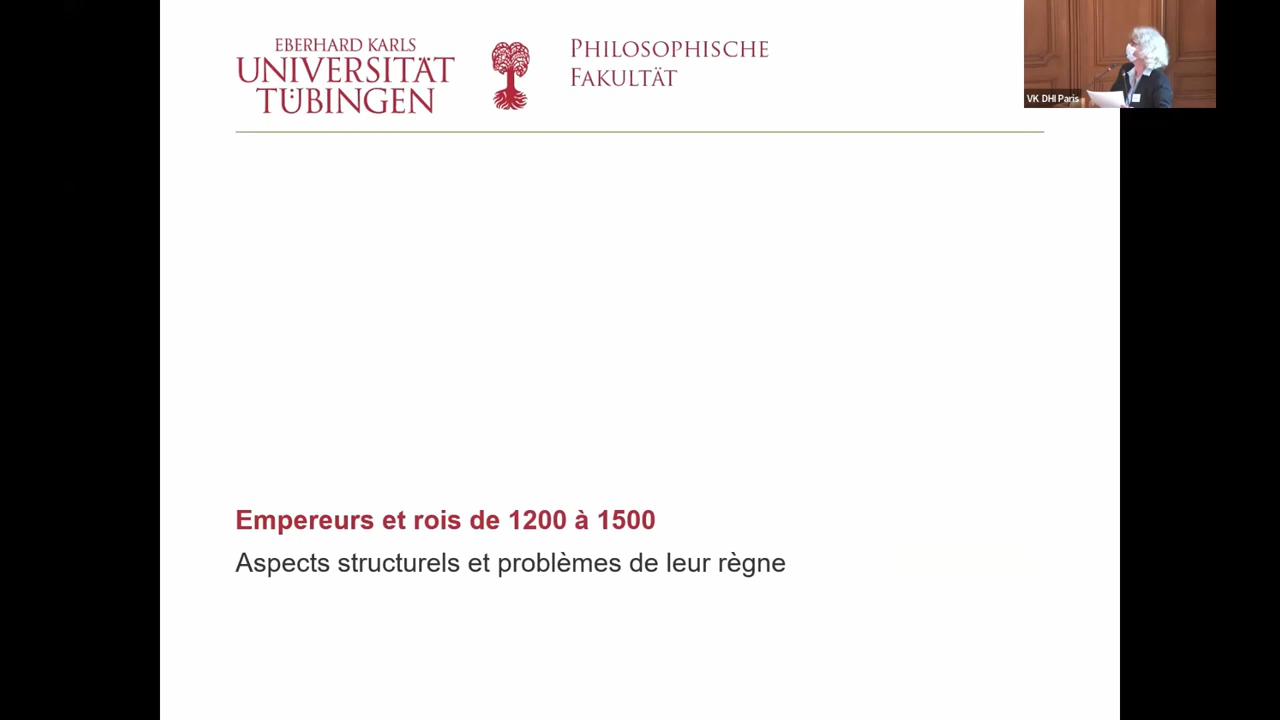 EBERHARD KARLS
UNIVERSITÄT
TÜBINGEN
PHILOSOPHISCHE
FAKULTÄT
VK DHI Paris
Empereurs et rois de 1200 à 1500
Aspects structurels et problèmes de leur règne